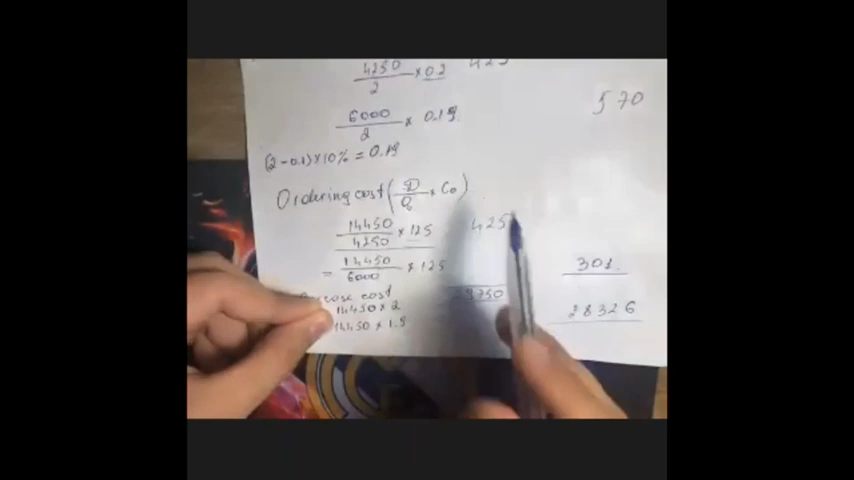 4250
2 × 0.2 425
6000
2 × 0.19 570
(2 - 0.1) × 10% = 0.19
Ordering cost (D/Q × Co)
14450
4250 × 125 425
= 14450
6000 × 125 301.
cost
14450 × 2 28326
14450 × 1.9